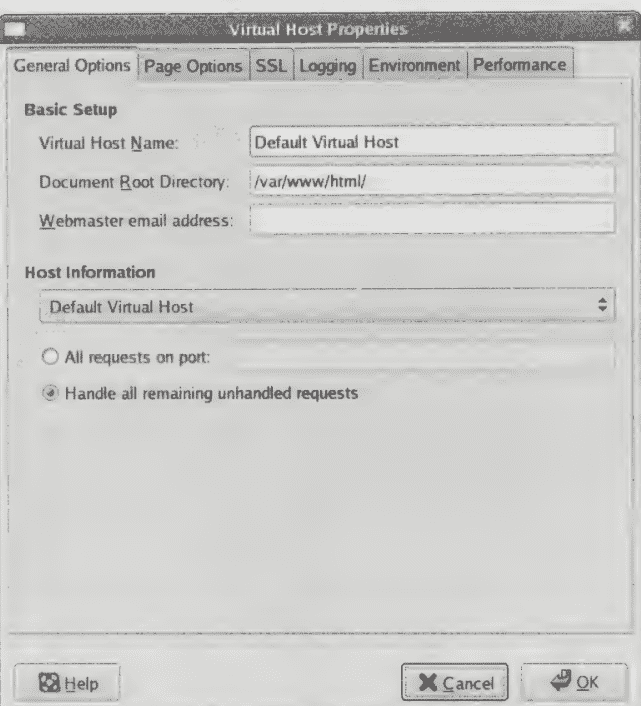 Virtual Host Properties
General Options Page Options SSL Logging Environment Performance
Basic Setup
Virtual Host Name: Default Virtual Host
Document Root Directory: /var/www/html/
Webmaster email address:
Host Information
Default Virtual Host
All requests on port:
Handle all remaining unhandled requests
Help Cancel OK